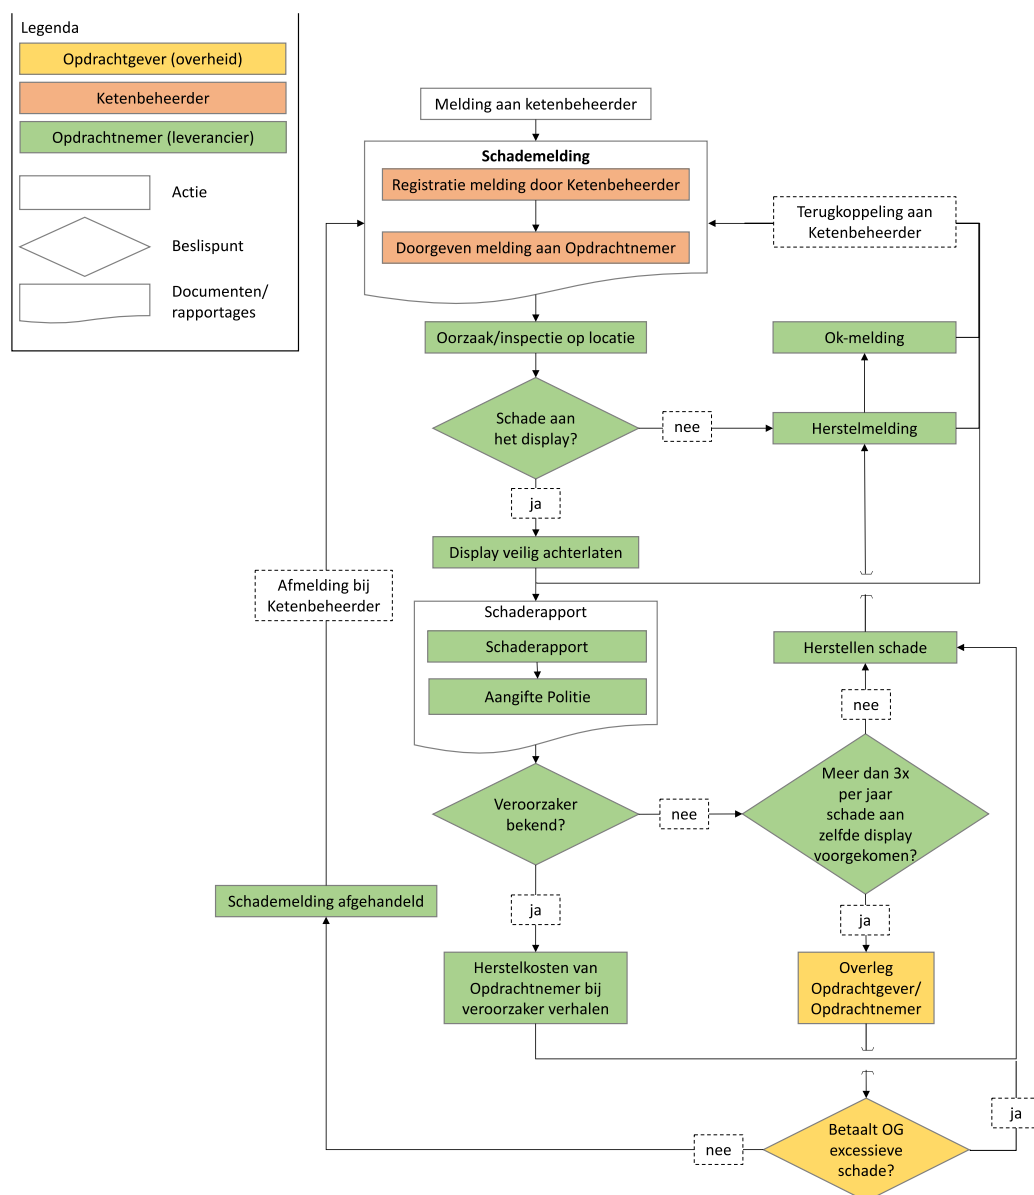 Legenda
Opdrachtgever (overheid)
Ketenbeheerder
Opdrachtnemer (leverancier)
Actie
Beslispunt
Documenten/
rapportages
Melding aan ketenbeheerder
Schademelding
Registratie melding door Ketenbeheerder
Doorgeven melding aan Opdrachtnemer
Terugkoppeling aan
Ketenbeheerder
Oorzaak/inspectie op locatie
Ok-melding
Schade aan
het display?
nee
Herstelmelding
ja
Display veilig achterlaten
Afmelding bij
Ketenbeheerder
Schaderapport
Schaderapport
Aangifte Politie
Herstellen schade
nee
Veroorzaker
bekend?
nee
Meer dan 3x
per jaar
schade aan
zelfde display
voorgekomen?
Schademelding afgehandeld
ja
ja
Herstelkosten van
Opdrachtnemer bij
veroorzaker verhalen
Overleg
Opdrachtgever/
Opdrachtnemer
ja
Betaalt OG
excessieve
schade?
nee